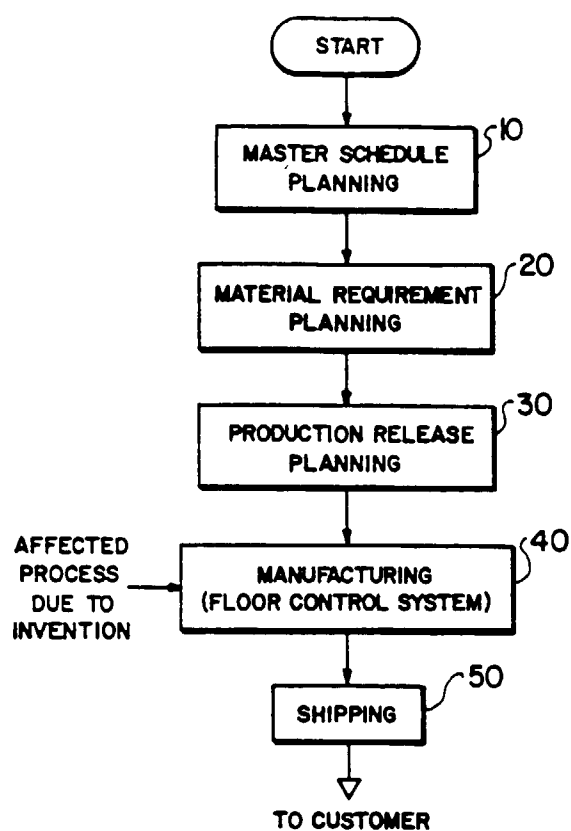 START
10
MASTER SCHEDULE
PLANNING
20
MATERIAL REQUIREMENT
PLANNING
30
PRODUCTION RELEASE
PLANNING
40
AFFECTED
PROCESS
DUE TO
INVENTION
MANUFACTURING
(FLOOR CONTROL SYSTEM)
50
SHIPPING
TO CUSTOMER